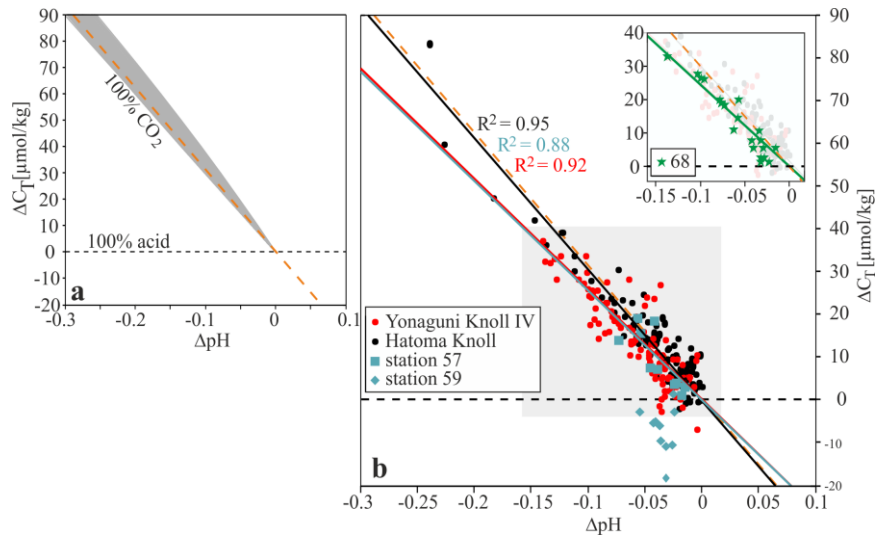 a
ΔC_T [μmol/kg]
90
80
70
60
50
40
30
20
10
0
-10
-20
100% CO₂
100% acid
-0.3 -0.2 -0.1 0 0.1
ΔpH
b
R² = 0.95
R² = 0.88
R² = 0.92
Yonaguni Knoll IV
Hatoma Knoll
station 57
station 59
-0.3 -0.2 -0.15 -0.1 -0.05 0 0.05 0.1
ΔpH
40
30
20
10
0
68
-0.15 -0.10 -0.05 0
90
80
70
60
50
40
30
20
10
0
-10
-20
ΔC_T [μmol/kg]